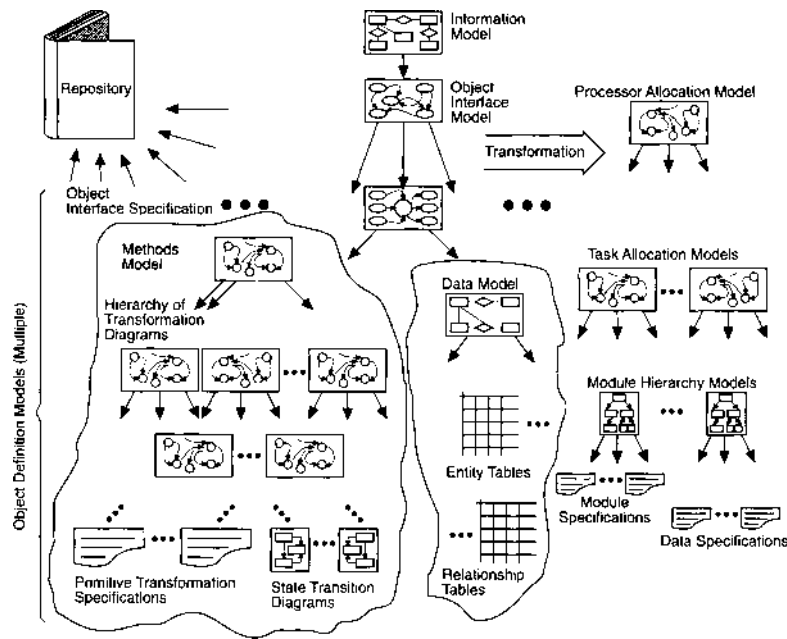 Information
Model
Repository
Object
Interface
Model
Processor Allocation Model
Transformation
Object
Interface Specification
Methods
Model
Task Allocation Models
Data Model
Hierarchy of
Transformation
Diagrams
Object Definition Models (Multiple)
Module Hierarchy Models
Entity Tables
Module
Specifications
Data Specifications
Primitive Transformation
Specifications
State Transition
Diagrams
Relationship
Tables